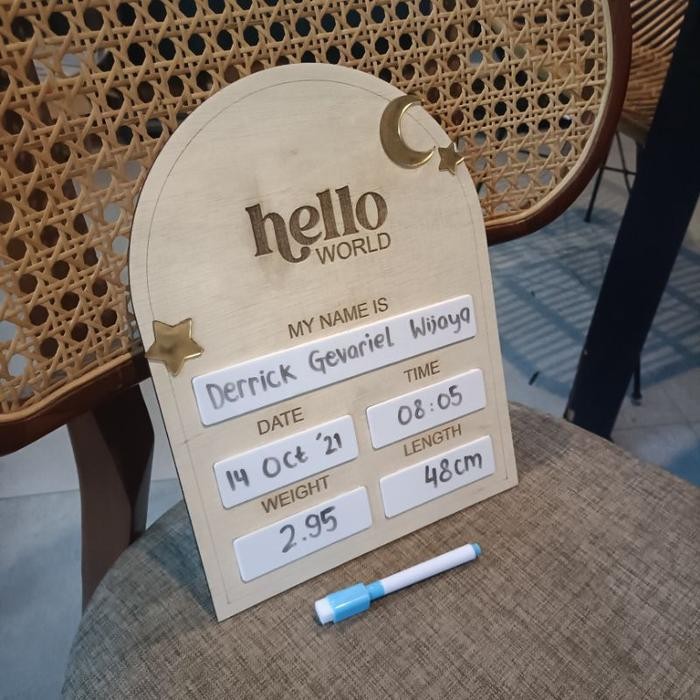 hello
WORLD
MY NAME IS
Derrick Gevariel Wijaya
DATE
TIME
14 Oct '21
08:05
WEIGHT
LENGTH
2.95
48cm